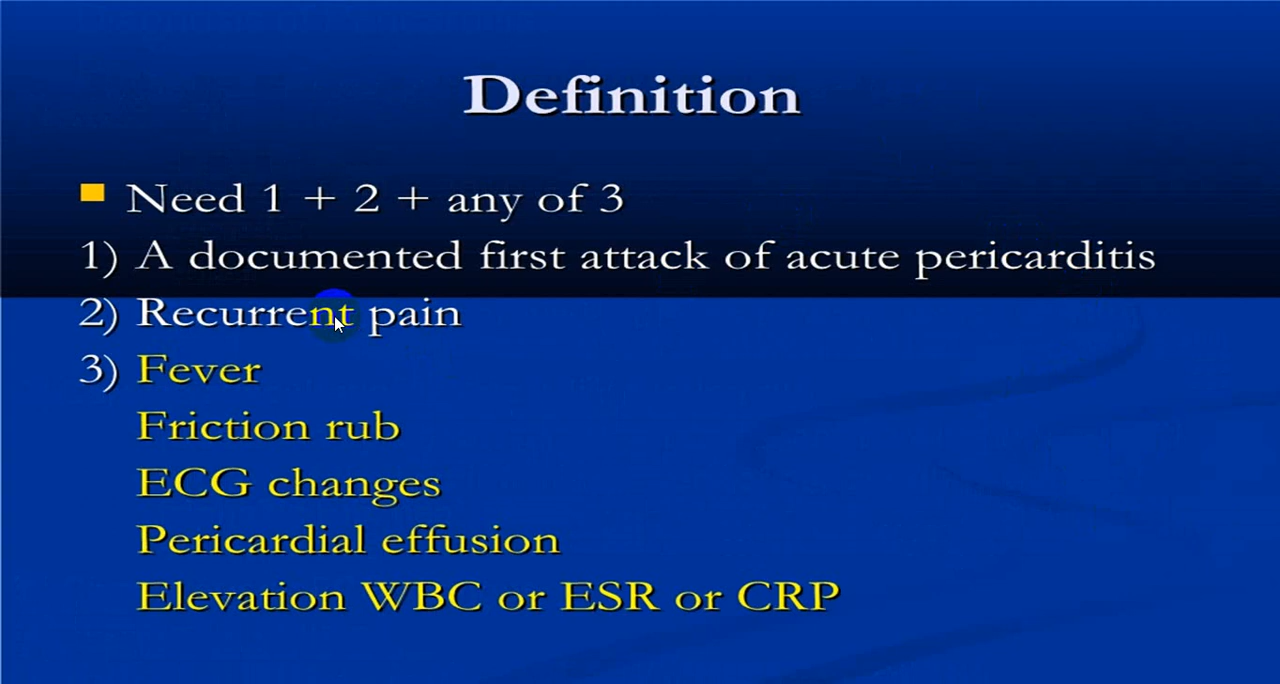 Definition
Need 1 + 2 + any of 3
1) A documented first attack of acute pericarditis
2) Recurrent pain
3) Fever
Friction rub
ECG changes
Pericardial effusion
Elevation WBC or ESR or CRP